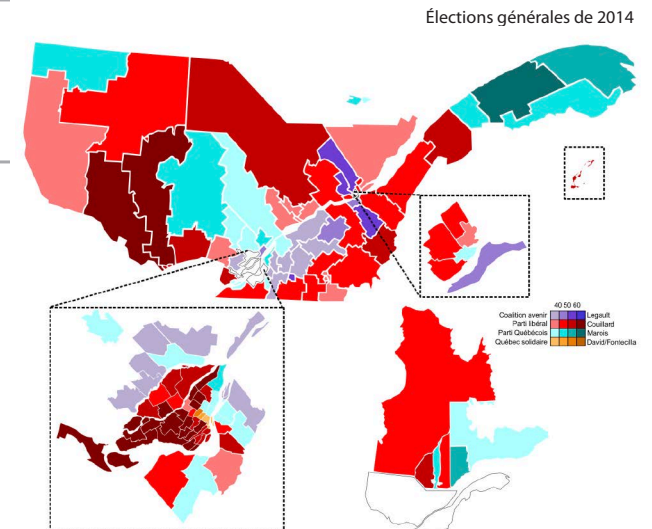 Élections générales de 2014
40 50 60
Coalition avenir Legault
Parti libéral Couillard
Parti Québécois Marois
Québec solidaire David/Fontecilla